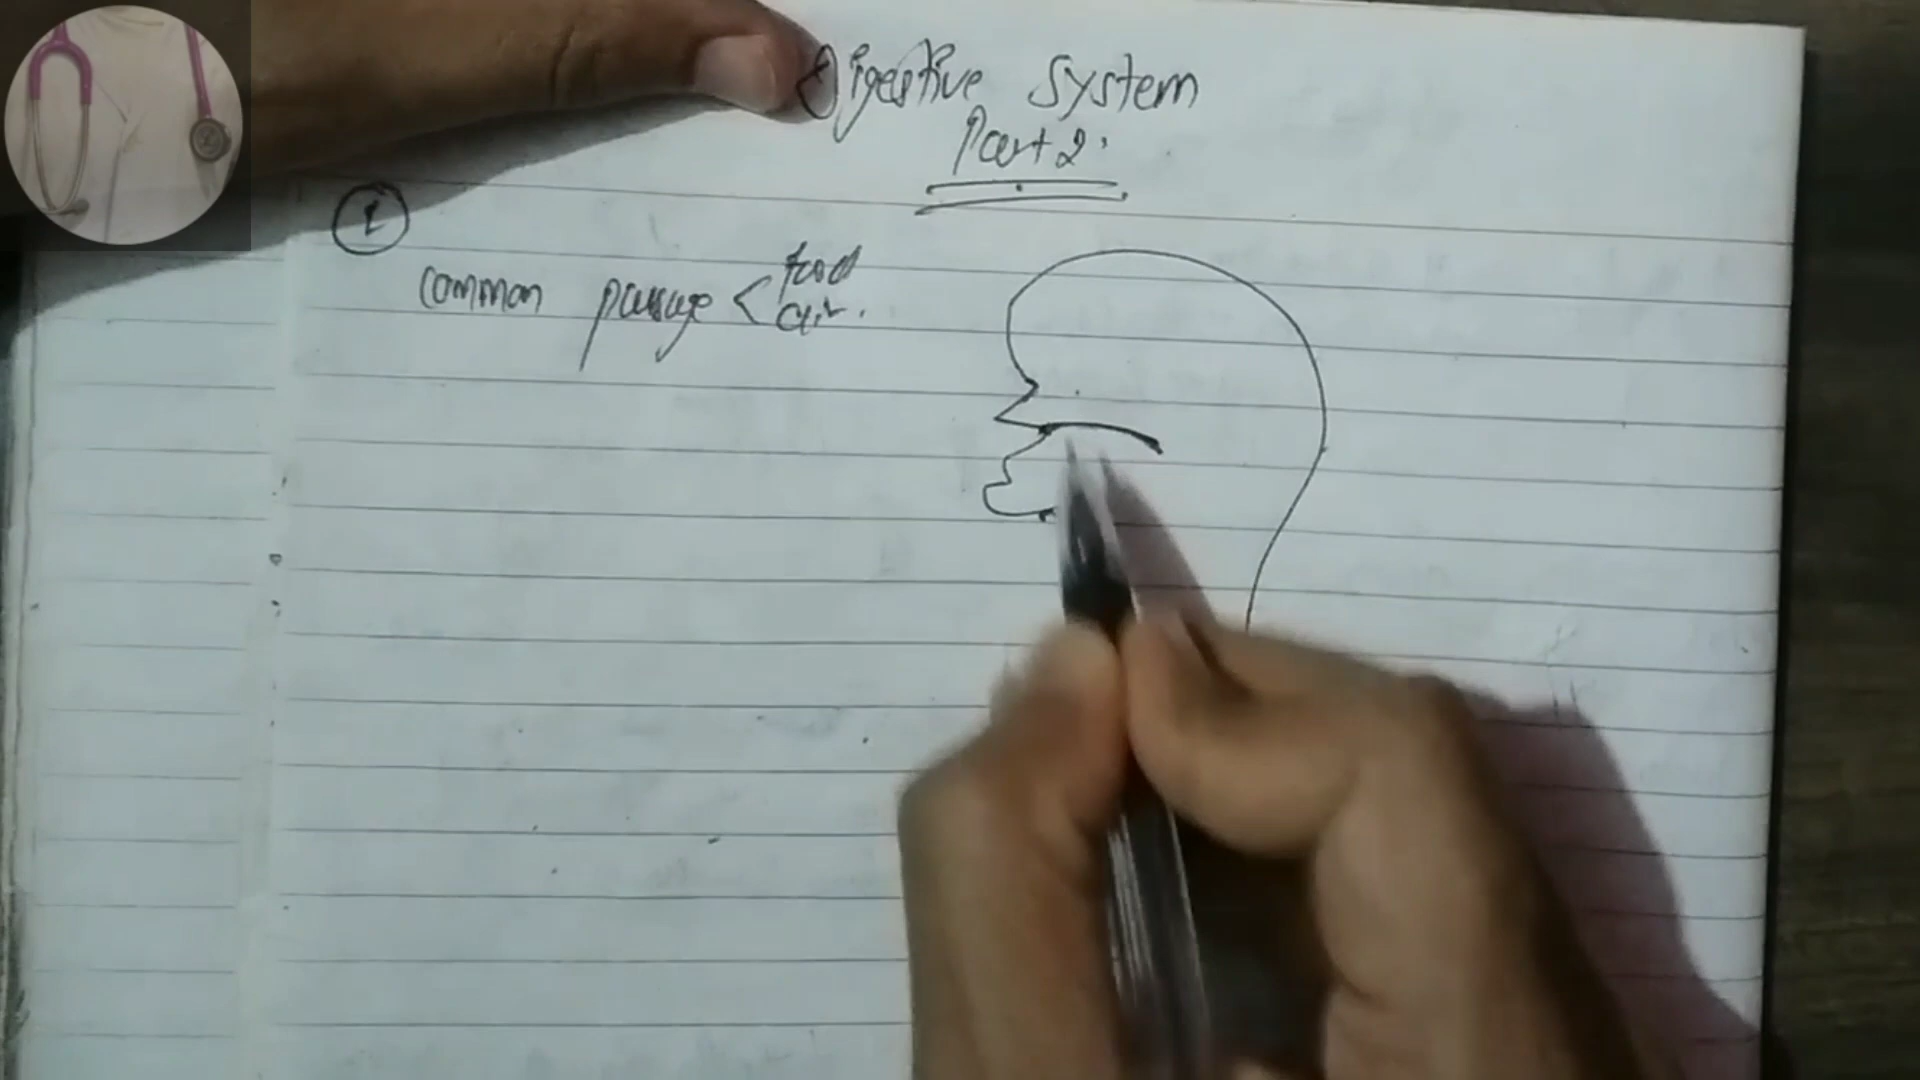 Digestive System
Part 2.
1
common passage < food
air.